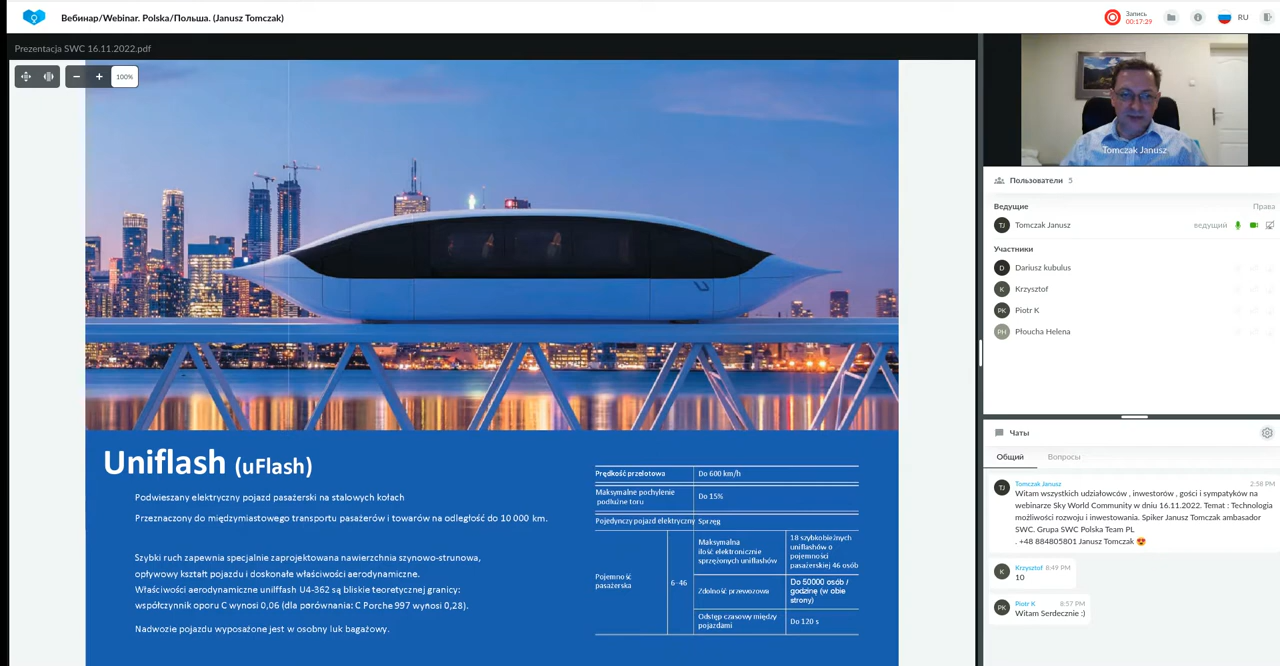 Вебинар/Webinar. Polska/Польша. (Janusz Tomczak)
Запись
00:17:29
RU
Prezentacja SWC 16.11.2022.pdf
100%
Uniflash (uFlash)
Podwieszany elektryczny pojazd pasażerski na stalowych kołach
Przeznaczony do międzymiastowego transportu pasażerów i towarów na odległość do 10 000 km.
Szybki ruch zapewnia specjalnie zaprojektowana nawierzchnia szynowo-strunowa,
opływowy kształt pojazdu i doskonałe właściwości aerodynamiczne.
Właściwości aerodynamiczne uniifflash U4-362 są bliskie teoretycznej granicy:
współczynnik oporu C wynosi 0,06 (dla porównania: C Porche 997 wynosi 0,28).
Nadwozie pojazdu wyposażone jest w osobny luk bagażowy.
Prędkość przelotowa
Do 600 km/h
Maksymalne pochylenie
podłużne toru
Do 15%
Pojedynczy pojazd elektryczny
Sprzęg
Pojemność
pasażerska
6-46
Maksymalna
ilość elektronicznie
sprzężonych uniflashów
18 szybkobieżnych
uniflashów o
pojemności
pasażerskiej 46 osób
Zdolność przewozowa
Do 50000 osób /
godzinę (w obie
strony)
Odstęp czasowy między
pojazdami
Do 120 s
Tomczak Janusz
Пользователи 5
Ведущие
Права
TJ
Tomczak Janusz
ведущий
Участники
D
Dariusz kubulus
K
Krzysztof
PK
Piotr K
PH
Płoucha Helena
Чаты
Общий
Вопросы
TJ
Tomczak Janusz
2:58 PM
Witam wszystkich udziałowców , inwestorów , gości i sympatyków na
webinarze Sky World Community w dniu 16.11.2022. Temat : Technologia
możliwości rozwoju i inwestowania. Spiker Janusz Tomczak ambasador
SWC. Grupa SWC Polska Team PL
. +48 884805801 Janusz Tomczak 😍
K
Krzysztof 8:49 PM
10
PK
Piotr K 8:57 PM
Witam Serdecznie :)